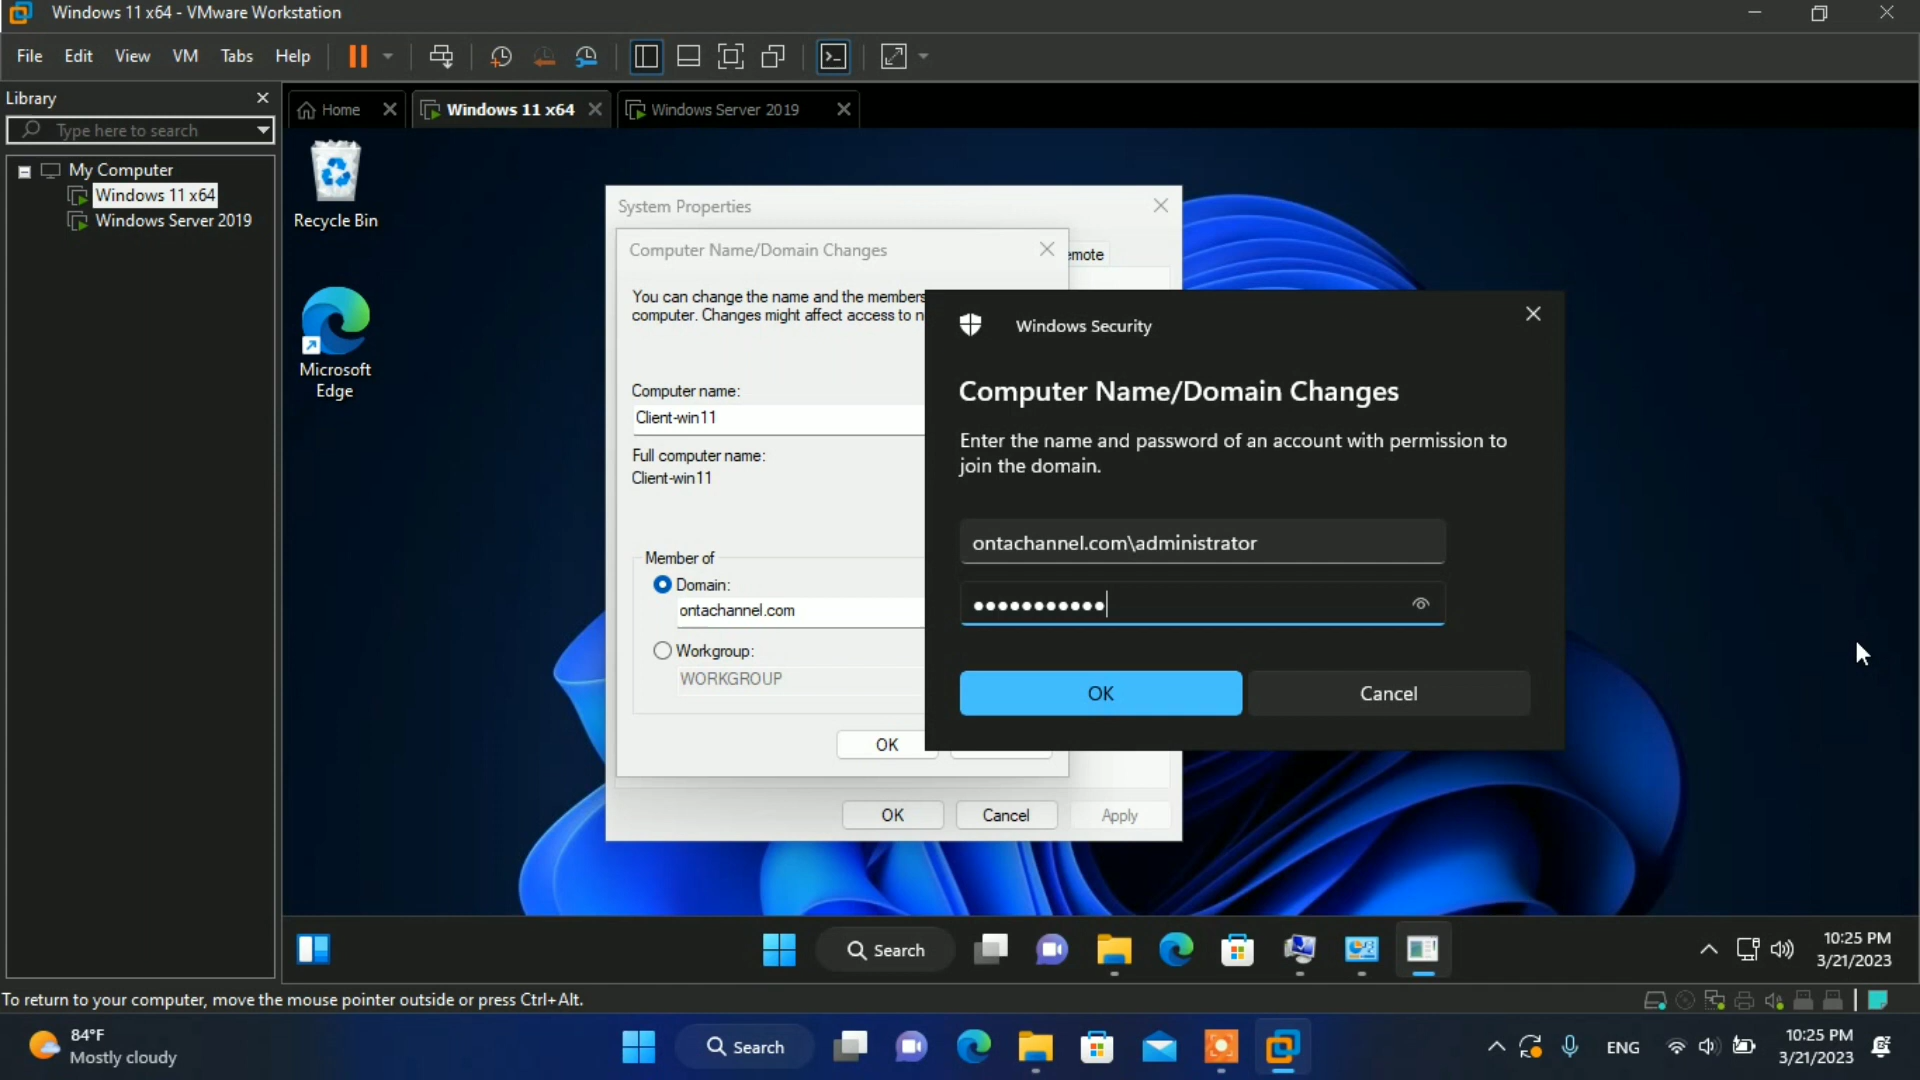 Windows 11 x64 - VMware Workstation
File Edit View VM Tabs Help
Library
Type here to search
My Computer
Windows 11 x64
Windows Server 2019
Home
Windows 11 x64
Windows Server 2019
Recycle Bin
Microsoft
Edge
System Properties
emote
Computer Name/Domain Changes
You can change the name and the members
computer. Changes might affect access to n
Computer name:
Client-win11
Full computer name:
Client-win11
Member of
Domain:
ontachannel.com
Workgroup:
WORKGROUP
OK
OK Cancel Apply
Windows Security
Computer Name/Domain Changes
Enter the name and password of an account with permission to
join the domain.
ontachannel.com\administrator
OK Cancel
Search
10:25 PM
3/21/2023
To return to your computer, move the mouse pointer outside or press Ctrl+Alt.
84°F
Mostly cloudy
Search
ENG
10:25 PM
3/21/2023